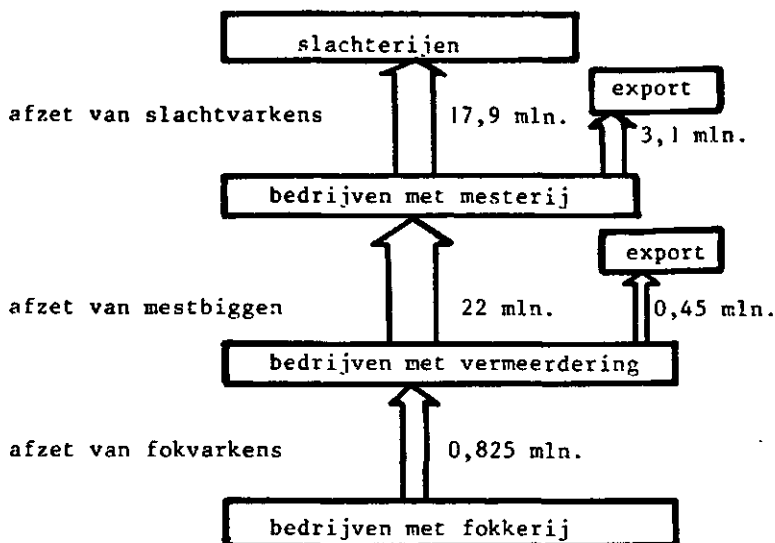 slachterijen
export
afzet van slachtvarkens 17,9 mln.
3,1 mln.
bedrijven met mesterij
export
afzet van mestbiggen 22 mln. 0,45 mln.
bedrijven met vermeerdering
afzet van fokvarkens 0,825 mln.
bedrijven met fokkerij